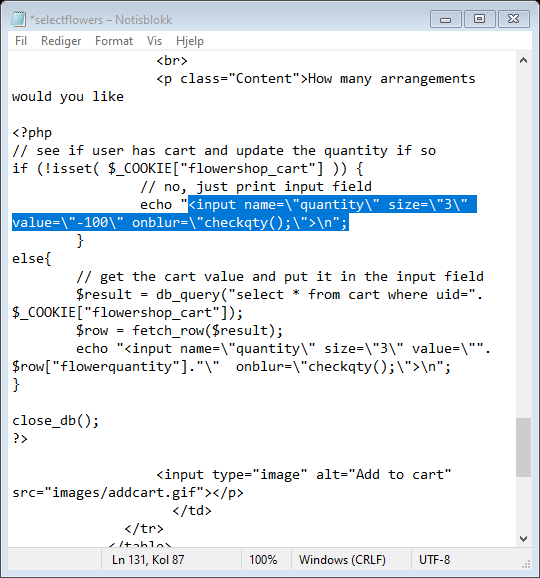 *selectflowers – Notisblokk
Fil Rediger Format Vis Hjelp
<br>
<p class="Content">How many arrangements
would you like
<?php
// see if user has cart and update the quantity if so
if (!isset( $_COOKIE["flowershop_cart"] )) {
// no, just print input field
echo "<input name=\"quantity\" size=\"3\"
value=\"-100\" onblur=\"checkqty();\">\n";
}
else{
// get the cart value and put it in the input field
$result = db_query("select * from cart where uid=".
$_COOKIE["flowershop_cart"]);
$row = fetch_row($result);
echo "<input name=\"quantity\" size=\"3\" value=\"".
$row["flowerquantity"]."\"  onblur=\"checkqty();\">\n";
}
close_db();
?>
<input type="image" alt="Add to cart"
src="images/addcart.gif"></p>
</td>
</tr>
</table>
Ln 131, Kol 87 100% Windows (CRLF) UTF-8